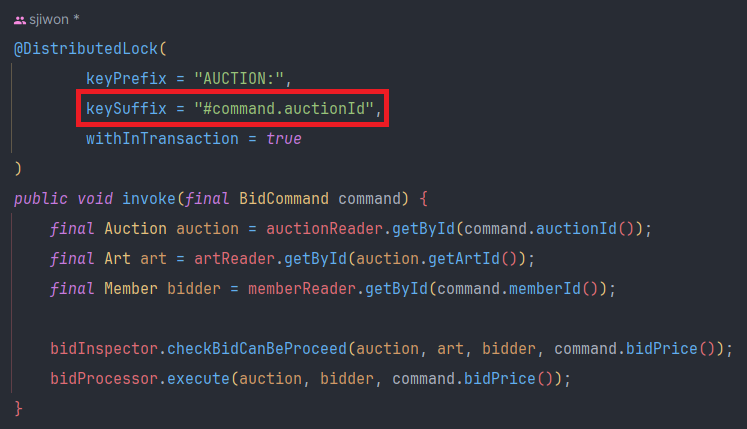 sjiwon *
@DistributedLock(
        keyPrefix = "AUCTION:",
        keySuffix = "#command.auctionId",
        withInTransaction = true
)
public void invoke(final BidCommand command) {
    final Auction auction = auctionReader.getById(command.auctionId());
    final Art art = artReader.getById(auction.getArtId());
    final Member bidder = memberReader.getById(command.memberId());

    bidInspector.checkBidCanBeProceed(auction, art, bidder, command.bidPrice());
    bidProcessor.execute(auction, bidder, command.bidPrice());
}